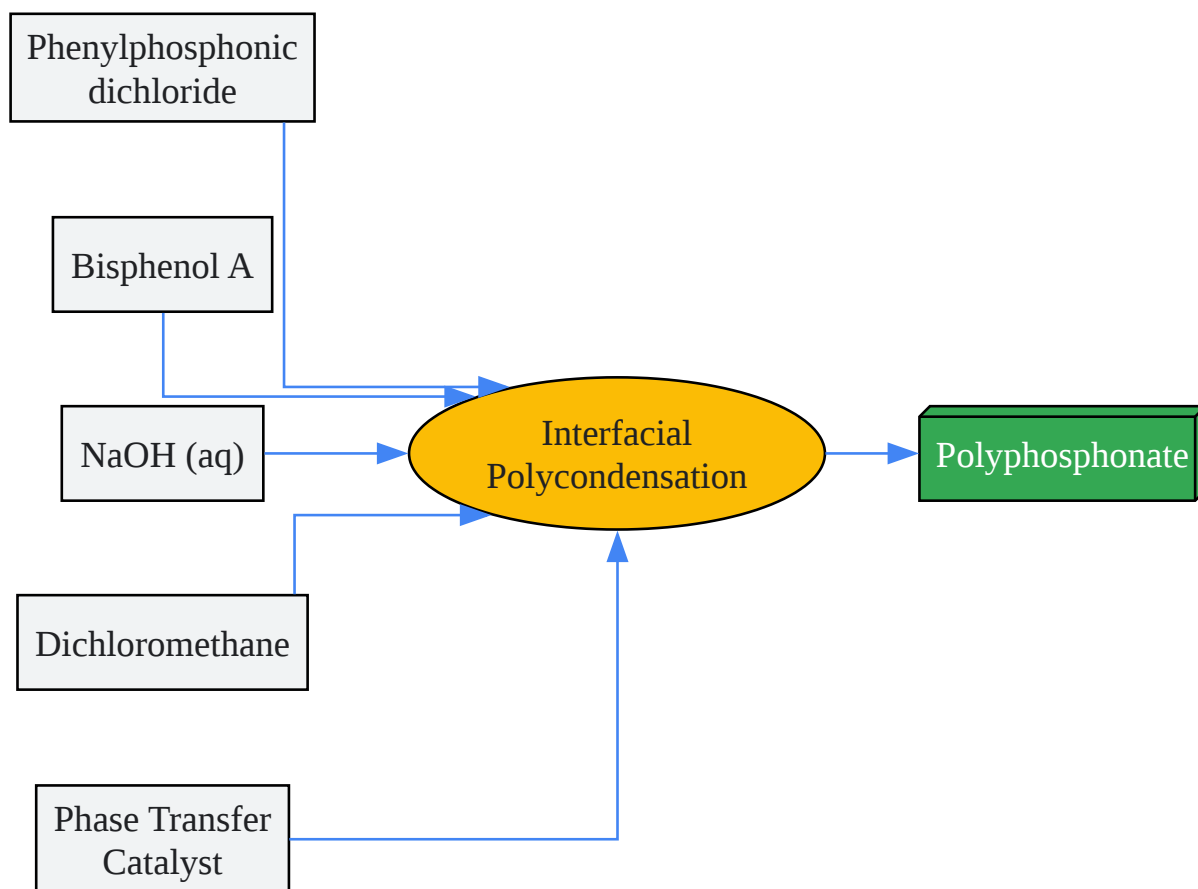 Phenylphosphonic
dichloride
Bisphenol A
NaOH (aq)
Interfacial
Polycondensation
Polyphosphonate
Dichloromethane
Phase Transfer
Catalyst